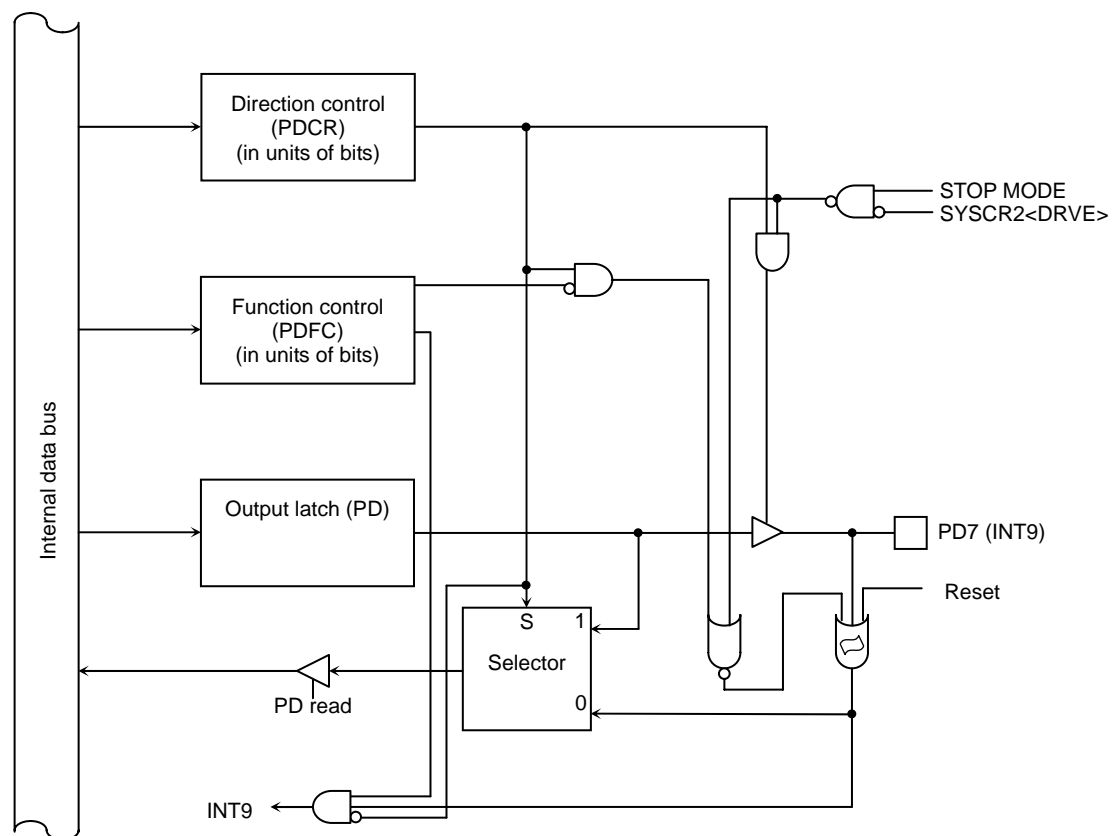 Direction control
(PDCR)
(in units of bits)
STOP MODE
SYSCR2<DRVE>
Function control
(PDFC)
(in units of bits)
Internal data bus
Output latch (PD)
PD7 (INT9)
Reset
S
1
Selector
0
PD read
INT9